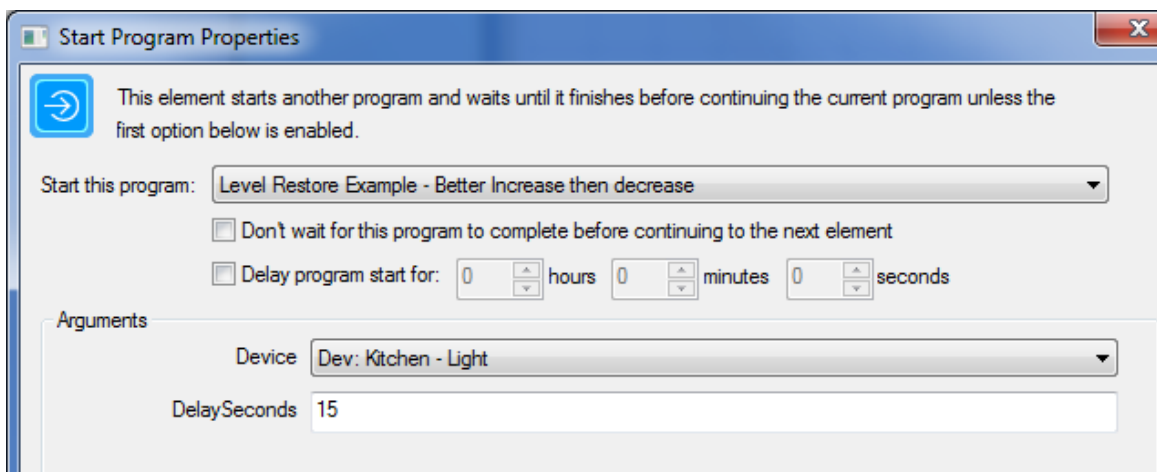 Start Program Properties
This element starts another program and waits until it finishes before continuing the current program unless the
first option below is enabled.
Start this program: Level Restore Example - Better Increase then decrease
Don't wait for this program to complete before continuing to the next element
Delay program start for: 0 hours 0 minutes 0 seconds
Arguments
Device Dev: Kitchen - Light
DelaySeconds 15